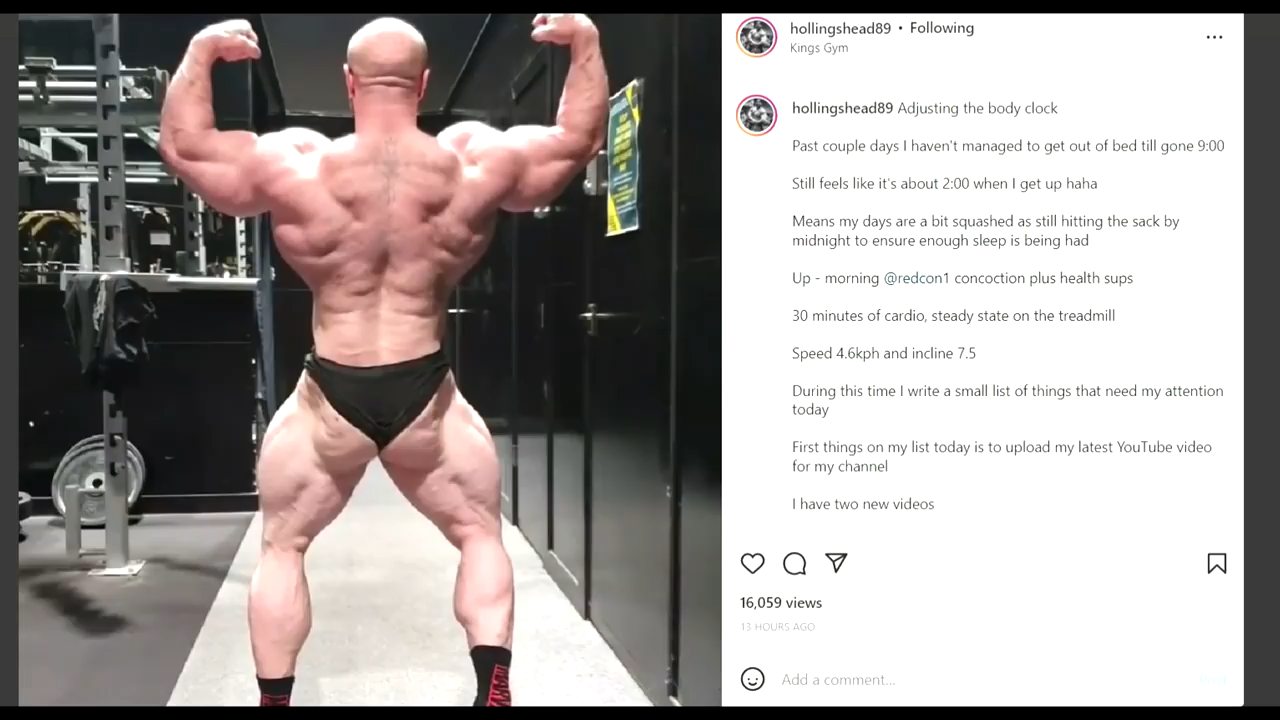 hollingshead89 • Following
Kings Gym
hollingshead89 Adjusting the body clock
Past couple days I haven't managed to get out of bed till gone 9:00
Still feels like it's about 2:00 when I get up haha
Means my days are a bit squashed as still hitting the sack by
midnight to ensure enough sleep is being had
Up - morning @redcon1 concoction plus health sups
30 minutes of cardio, steady state on the treadmill
Speed 4.6kph and incline 7.5
During this time I write a small list of things that need my attention
today
First things on my list today is to upload my latest YouTube video
for my channel
I have two new videos
16,059 views
13 HOURS AGO
Add a comment...